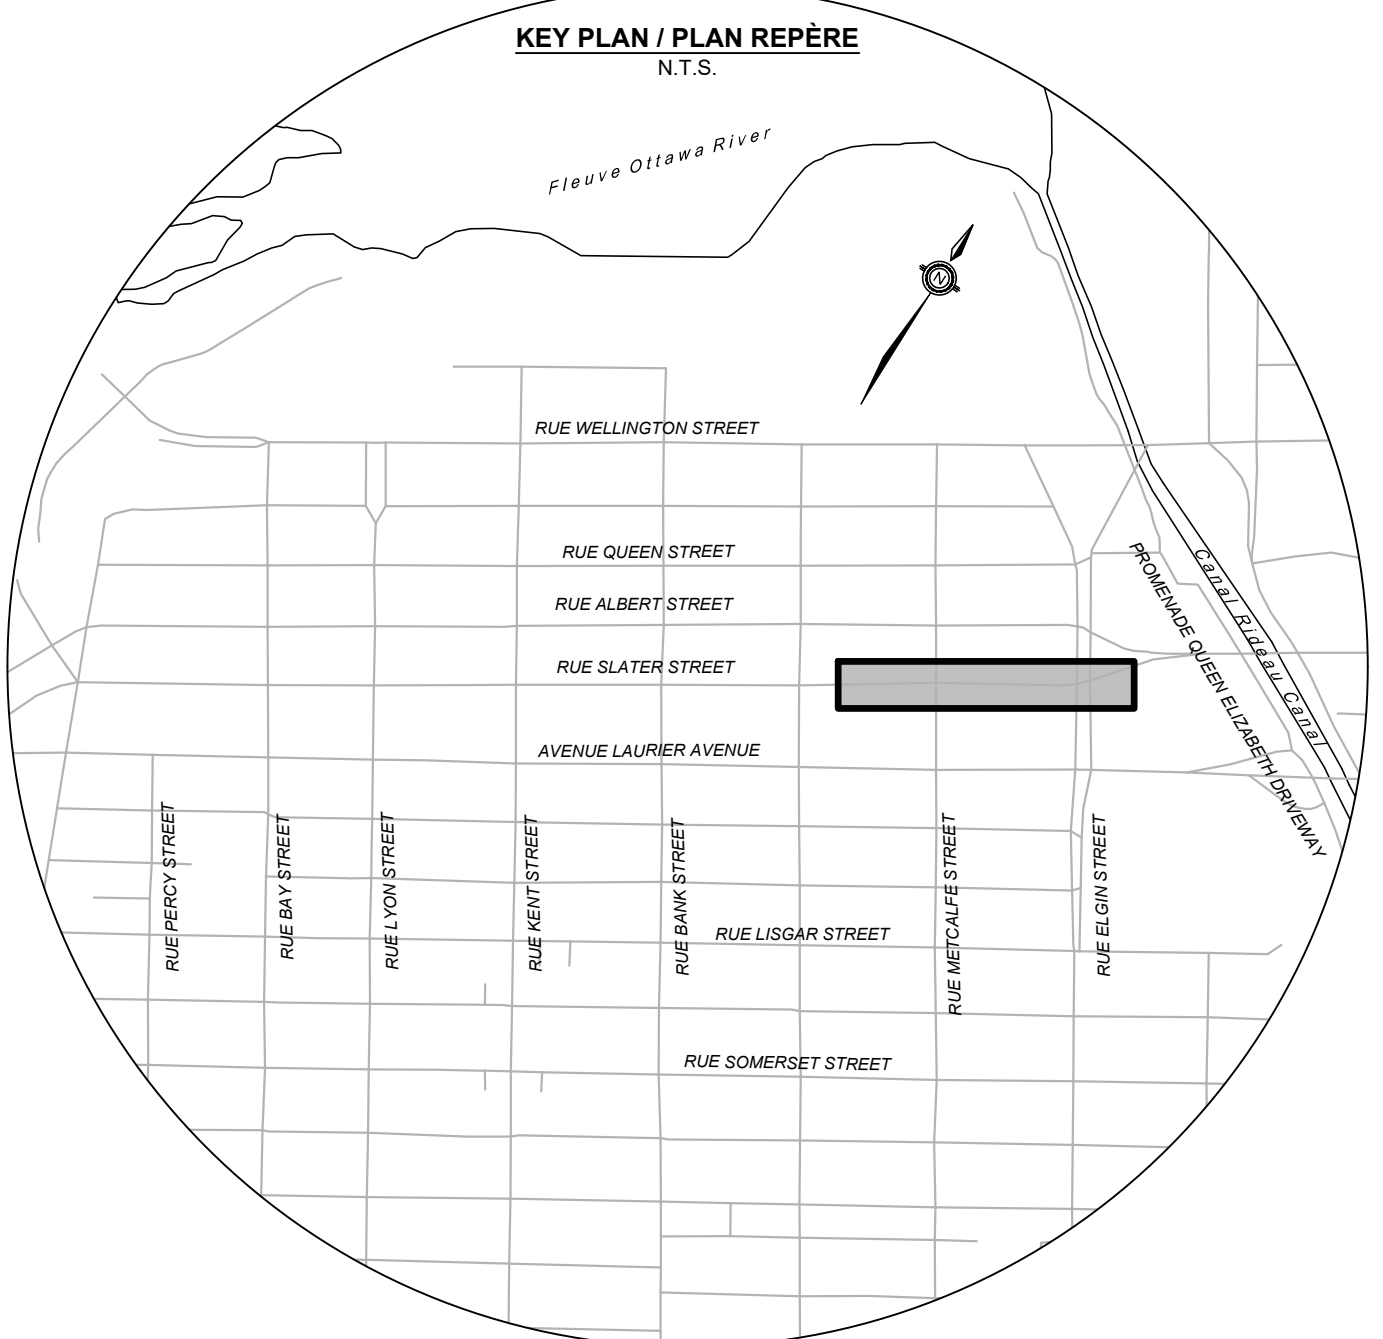 KEY PLAN / PLAN REPÈRE
N.T.S.
Fleuve Ottawa River
N
RUE WELLINGTON STREET
RUE QUEEN STREET
RUE ALBERT STREET
RUE SLATER STREET
AVENUE LAURIER AVENUE
PROMENADE QUEEN ELIZABETH DRIVEWAY
Canal Rideau Canal
RUE PERCY STREET
RUE BAY STREET
RUE LYON STREET
RUE KENT STREET
RUE BANK STREET
RUE METCALFE STREET
RUE ELGIN STREET
RUE LISGAR STREET
RUE SOMERSET STREET